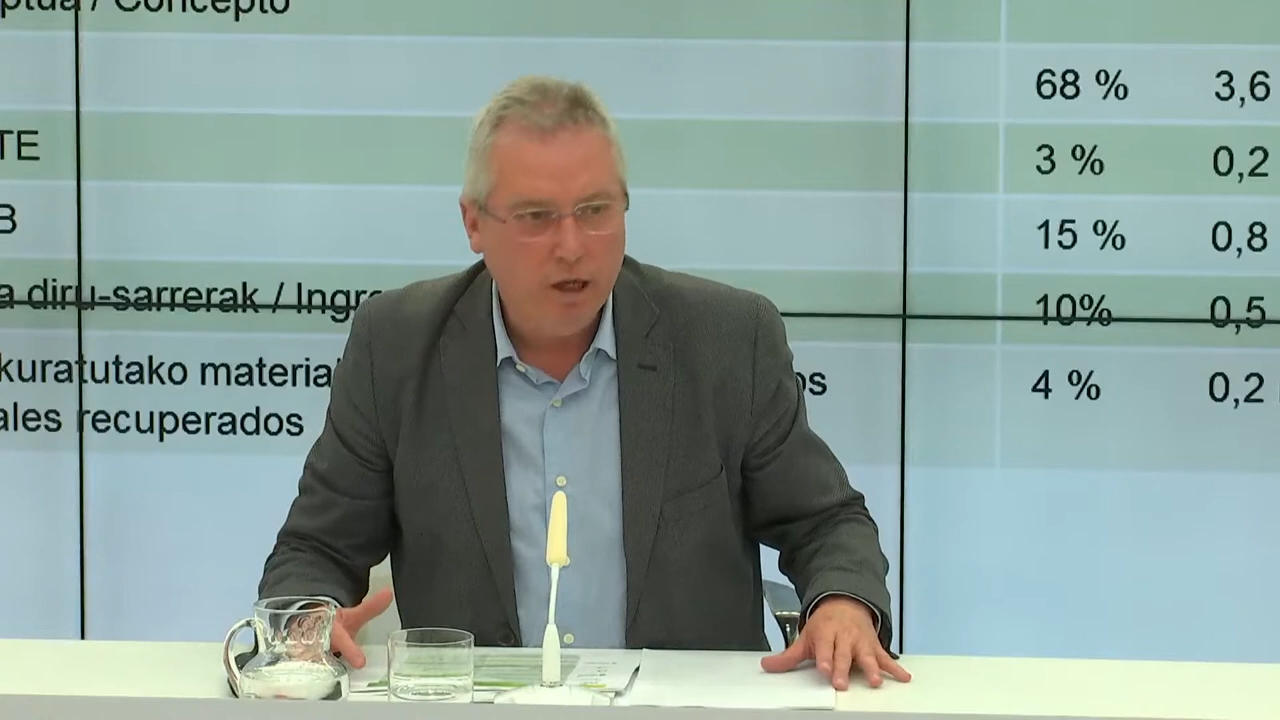 / Concepto
68 % 3,6
TE 3 % 0,2
B 15 % 0,8
a diru-sarrerak / Ingre 10% 0,5
kuratutako materia os 4 % 0,2
ales recuperados